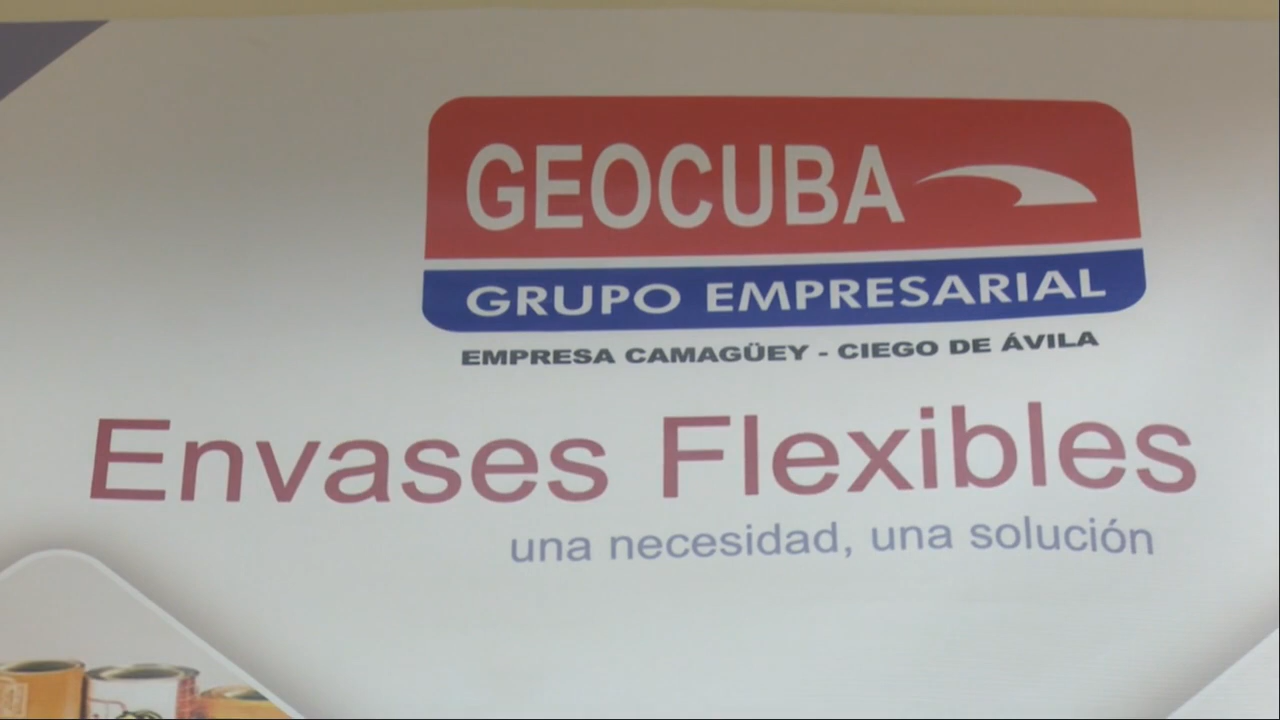 GEOCUBA
GRUPO EMPRESARIAL
EMPRESA CAMAGÜEY - CIEGO DE ÁVILA
Envases Flexibles
una necesidad, una solución